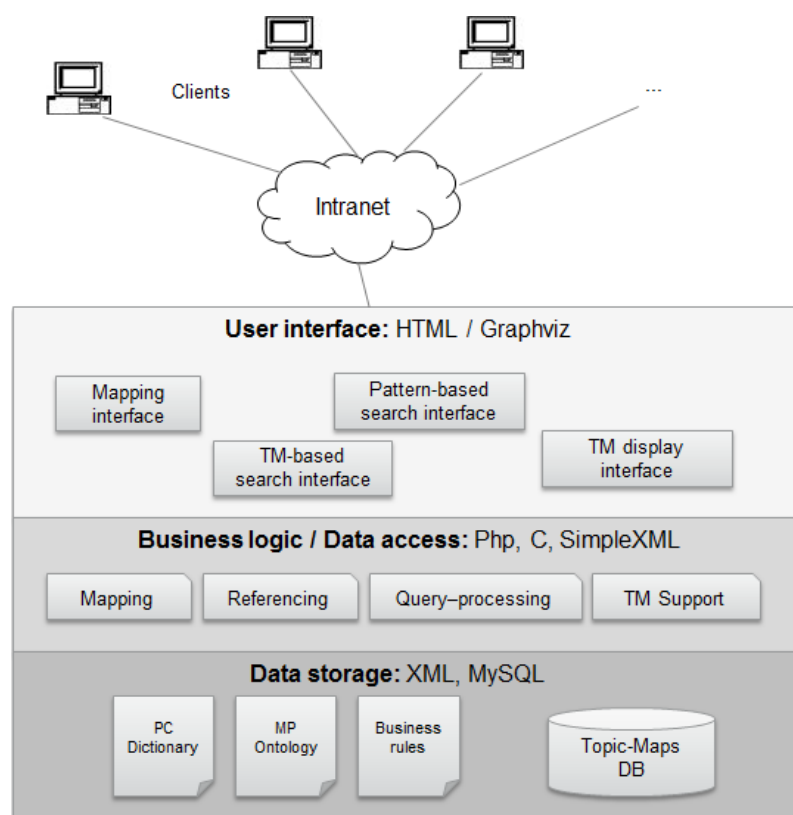 Clients
...
Intranet
User interface: HTML / Graphviz
Mapping
interface
Pattern-based
search interface
TM-based
search interface
TM display
interface
Business logic / Data access: Php, C, SimpleXML
Mapping
Referencing
Query–processing
TM Support
Data storage: XML, MySQL
PC
Dictionary
MP
Ontology
Business
rules
Topic-Maps
DB